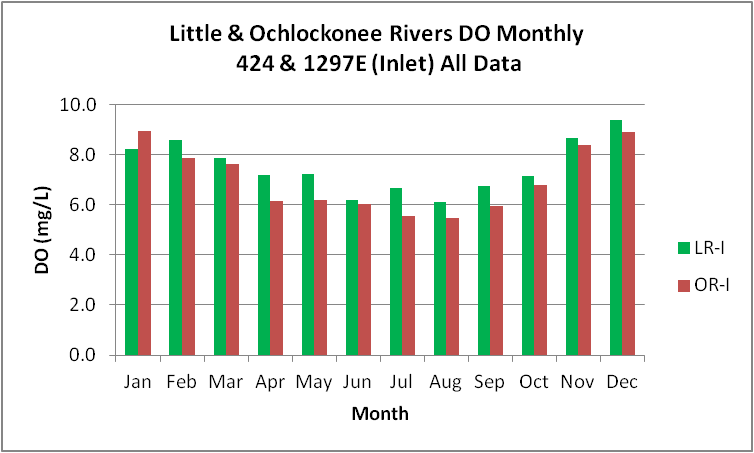 Little & Ochlockonee Rivers DO Monthly
424 & 1297E (Inlet) All Data
DO (mg/L)
10.0
8.0
6.0
4.0
2.0
0.0
Jan Feb Mar Apr May Jun Jul Aug Sep Oct Nov Dec
Month
LR-I
OR-I